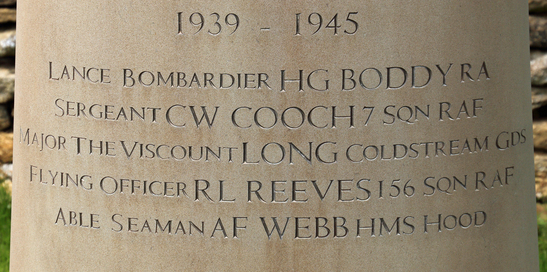 1939 - 1945
LANCE BOMBARDIER HG BODDY RA
SERGEANT CW COOCH 7 SQN RAF
MAJOR THE VISCOUNT LONG COLDSTREAM GDS
FLYING OFFICER RL REEVES 156 SQN RAF
ABLE SEAMAN AF WEBB HMS HOOD